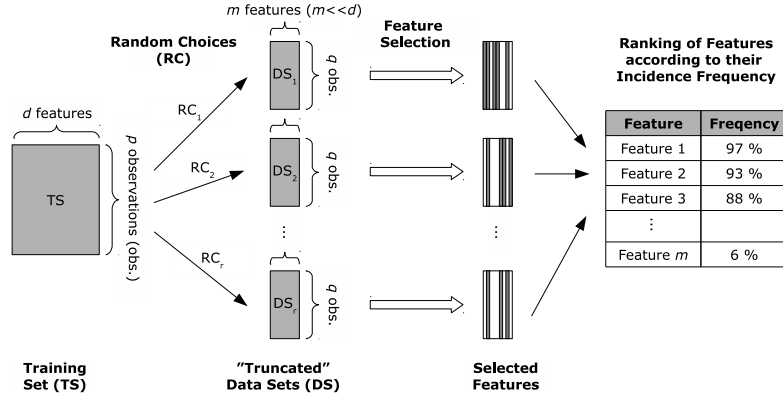 m features (m<<d)
Random Choices
(RC)
Feature
Selection
Ranking of Features
according to their
Incidence Frequency
d features
TS
p observations (obs.)
RC1
RC2
RCr
DS1
q obs.
DS2
q obs.
...
DSr
q obs.
...
Feature Freqency
Feature 1 97 %
Feature 2 93 %
Feature 3 88 %
...
Feature m 6 %
Training
Set (TS)
”Truncated”
Data Sets (DS)
Selected
Features